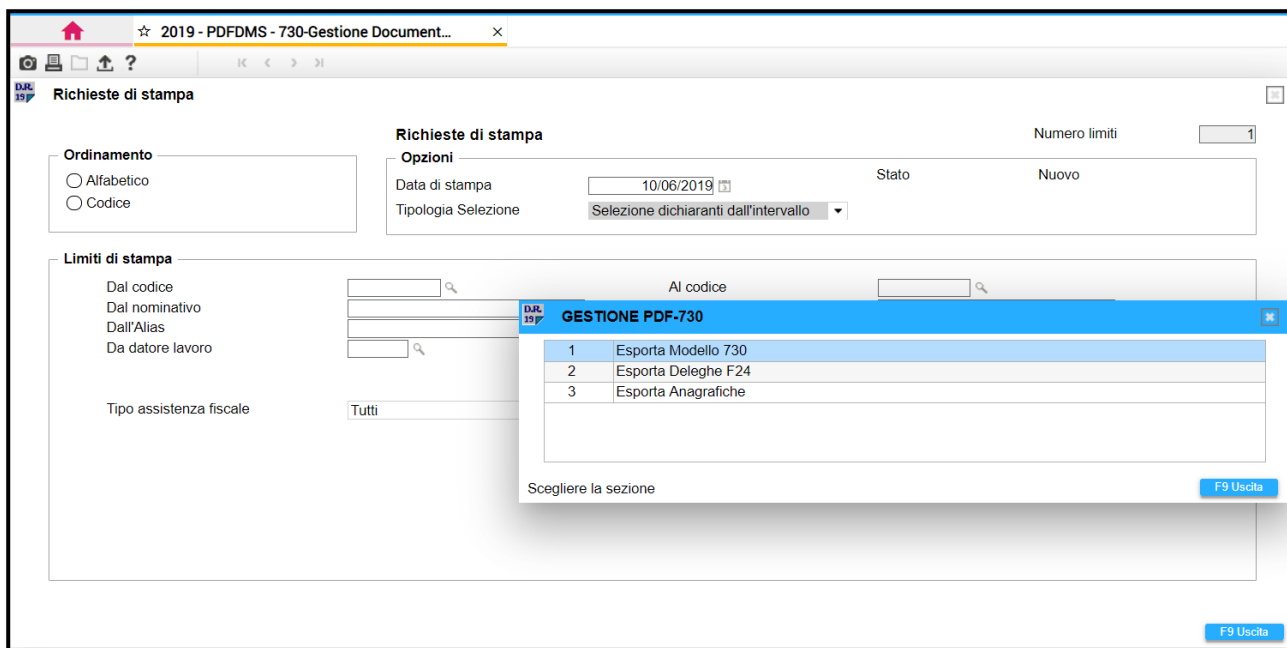 ☆ 2019 - PDFDMS - 730-Gestione Document... ×
?
D.R. 19 Richieste di stampa
Richieste di stampa
Numero limiti 1
Ordinamento
Alfabetico
Codice
Opzioni
Data di stampa 10/06/2019
Stato Nuovo
Tipologia Selezione Selezione dichiaranti dall'intervallo
Limiti di stampa
Dal codice
Al codice
Dal nominativo
Dall'Alias
Da datore lavoro
Tipo assistenza fiscale Tutti
D.R. 19 GESTIONE PDF-730
1 Esporta Modello 730
2 Esporta Deleghe F24
3 Esporta Anagrafiche
Scegliere la sezione
F9 Uscita
F9 Uscita